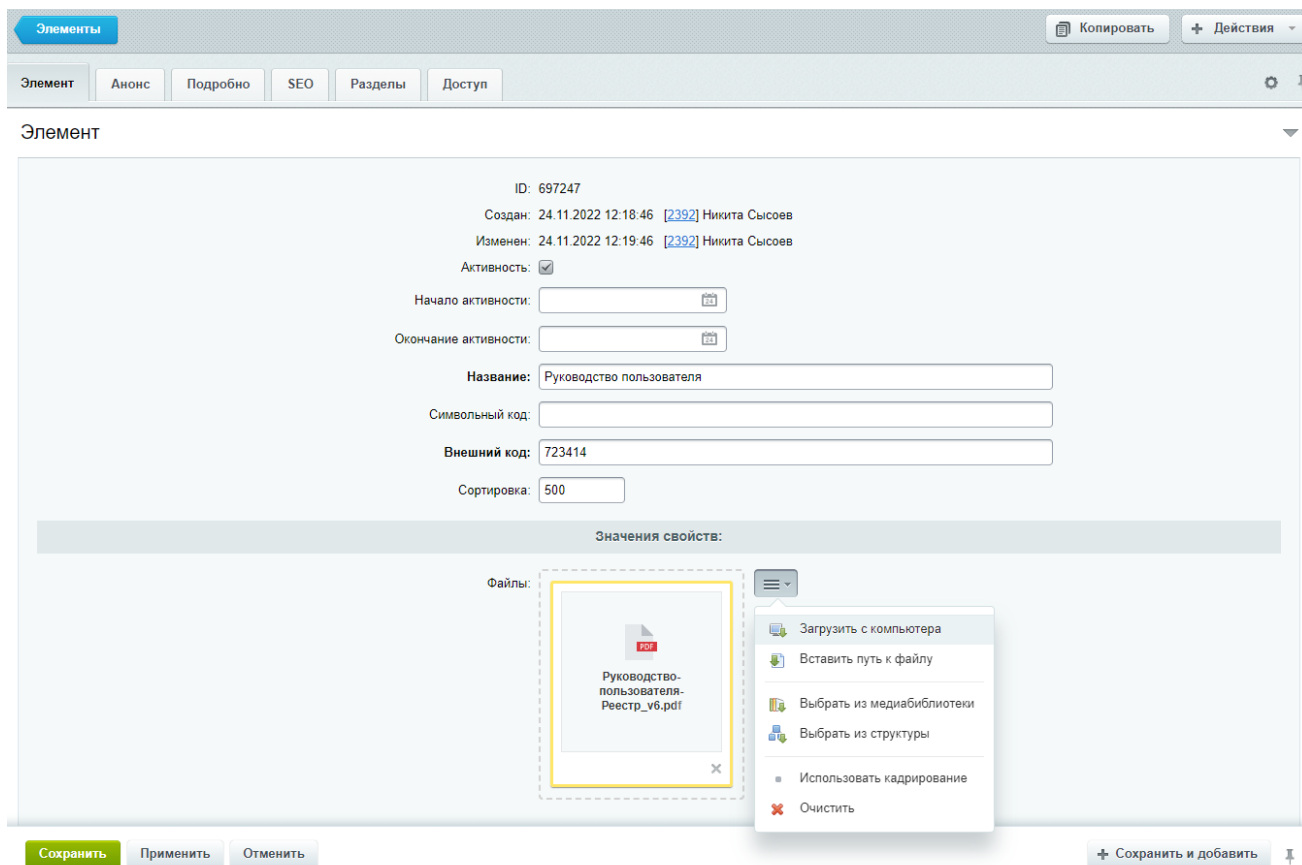 Элементы
Копировать
Действия
Элемент Анонс Подробно SEO Разделы Доступ
Элемент
ID: 697247
Создан: 24.11.2022 12:18:46 [2392] Никита Сысоев
Изменен: 24.11.2022 12:19:46 [2392] Никита Сысоев
Активность:
Начало активности:
24
Окончание активности:
24
Название: Руководство пользователя
Символьный код:
Внешний код: 723414
Сортировка: 500
Значения свойств:
Файлы:
PDF
Руководство-
пользователя-
Реестр_v6.pdf
Загрузить с компьютера
Вставить путь к файлу
Выбрать из медиабиблиотеки
Выбрать из структуры
Использовать кадрирование
Очистить
Сохранить Применить Отменить
Сохранить и добавить